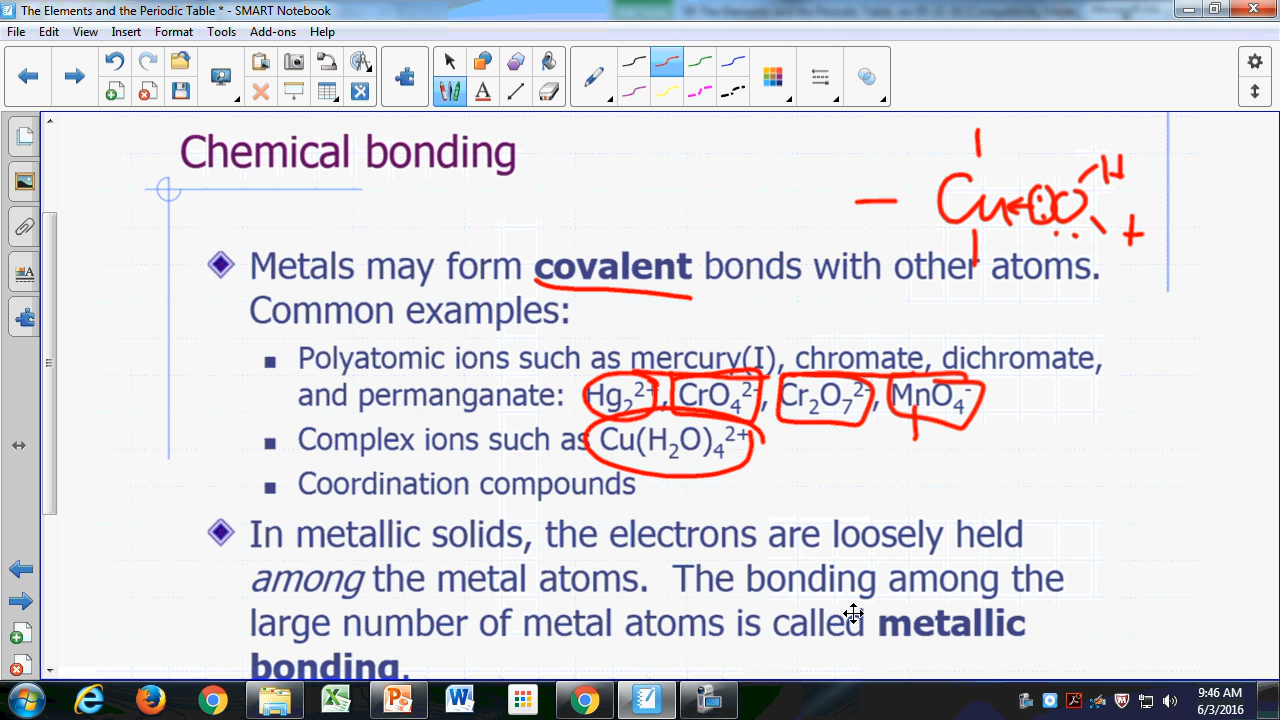 The Elements and the Periodic Table * - SMART Notebook
File Edit View Insert Format Tools Add-ons Help
Chemical bonding
Cu ← O H
Metals may form covalent bonds with other atoms.
Common examples:
Polyatomic ions such as mercury(I), chromate, dichromate,
and permanganate: Hg₂²⁺, CrO₄²⁻, Cr₂O₇²⁻, MnO₄⁻
Complex ions such as Cu(H₂O)₄²⁺
Coordination compounds
In metallic solids, the electrons are loosely held
among the metal atoms. The bonding among the
large number of metal atoms is called metallic
bonding.
9:46 AM
6/3/2016